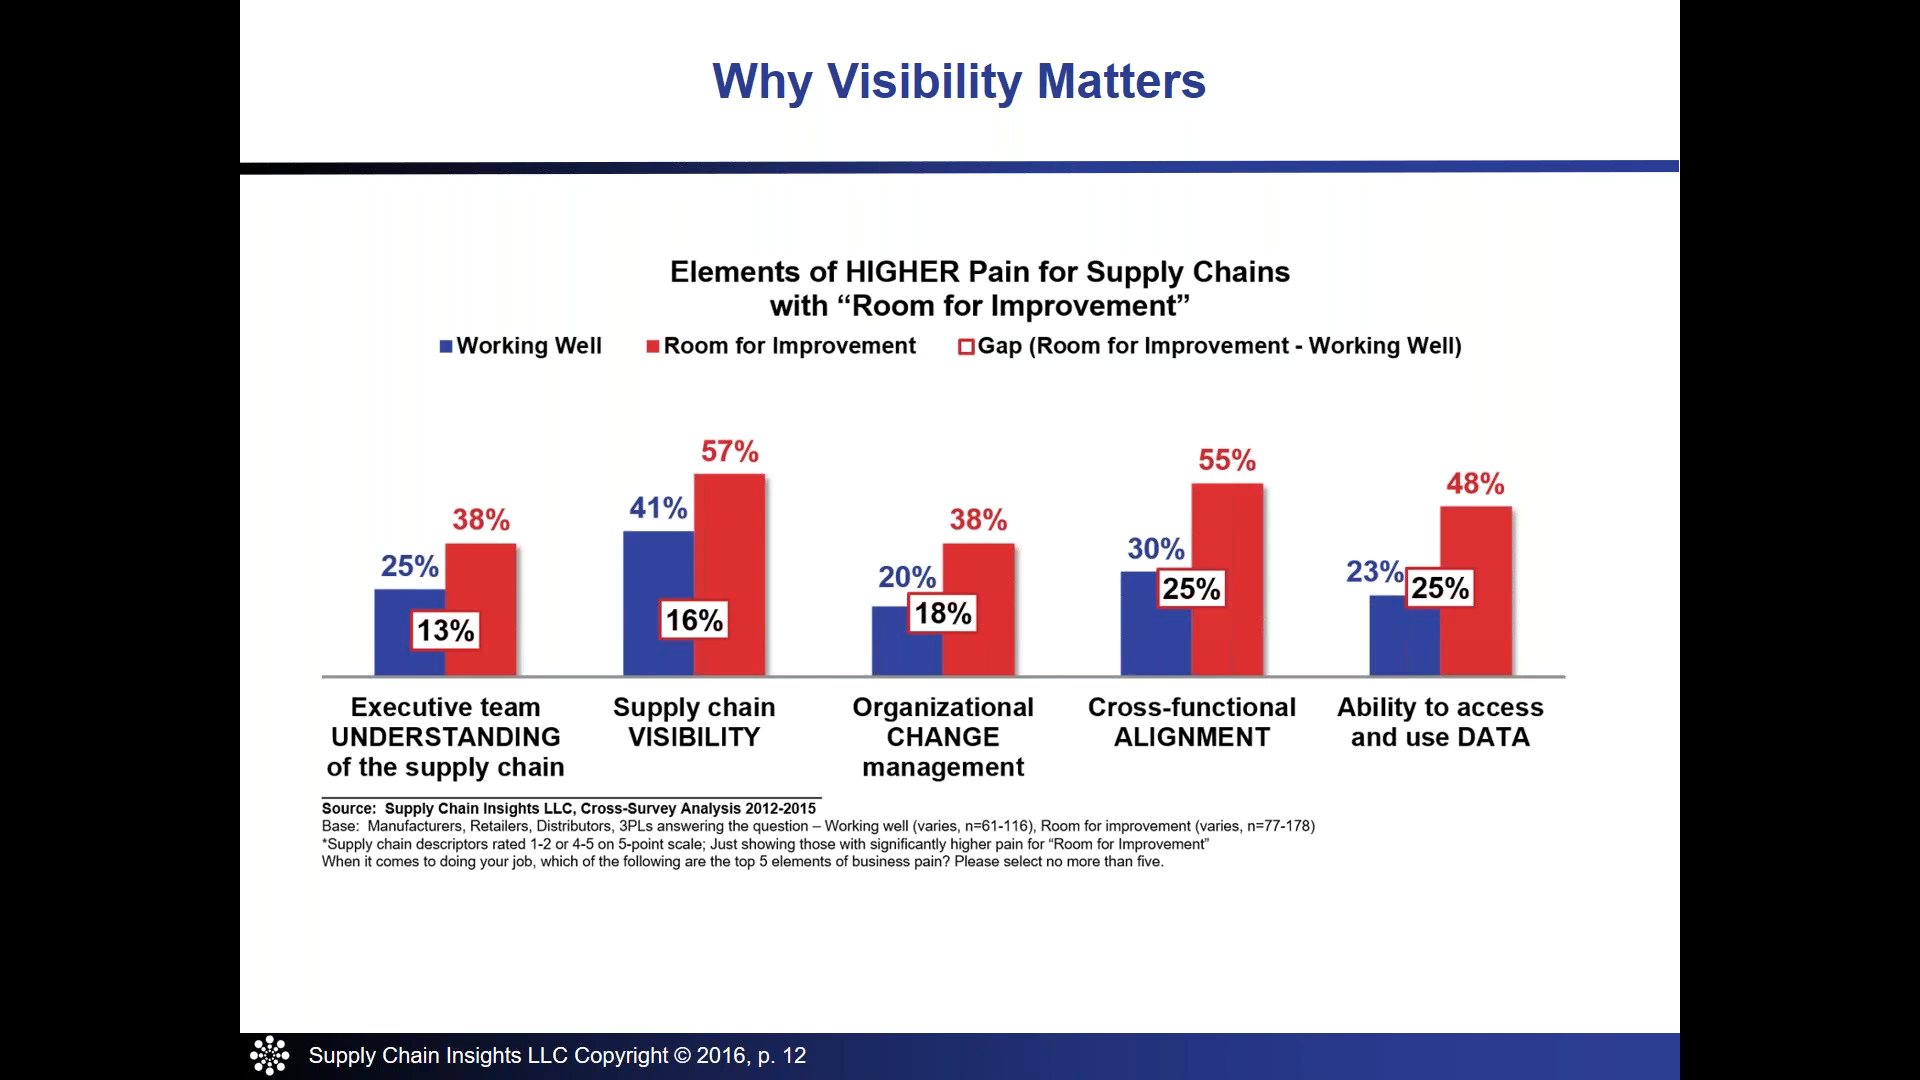 Why Visibility Matters
Elements of HIGHER Pain for Supply Chains
with “Room for Improvement”
Working Well Room for Improvement Gap (Room for Improvement - Working Well)
25% 38% 13%
41% 57% 16%
20% 38% 18%
30% 55% 25%
23% 48% 25%
Executive team
UNDERSTANDING
of the supply chain
Supply chain
VISIBILITY
Organizational
CHANGE
management
Cross-functional
ALIGNMENT
Ability to access
and use DATA
Source: Supply Chain Insights LLC, Cross-Survey Analysis 2012-2015
Base: Manufacturers, Retailers, Distributors, 3PLs answering the question – Working well (varies, n=61-116), Room for improvement (varies, n=77-178)
*Supply chain descriptors rated 1-2 or 4-5 on 5-point scale; Just showing those with significantly higher pain for “Room for Improvement”
When it comes to doing your job, which of the following are the top 5 elements of business pain? Please select no more than five.
Supply Chain Insights LLC Copyright © 2016, p. 12